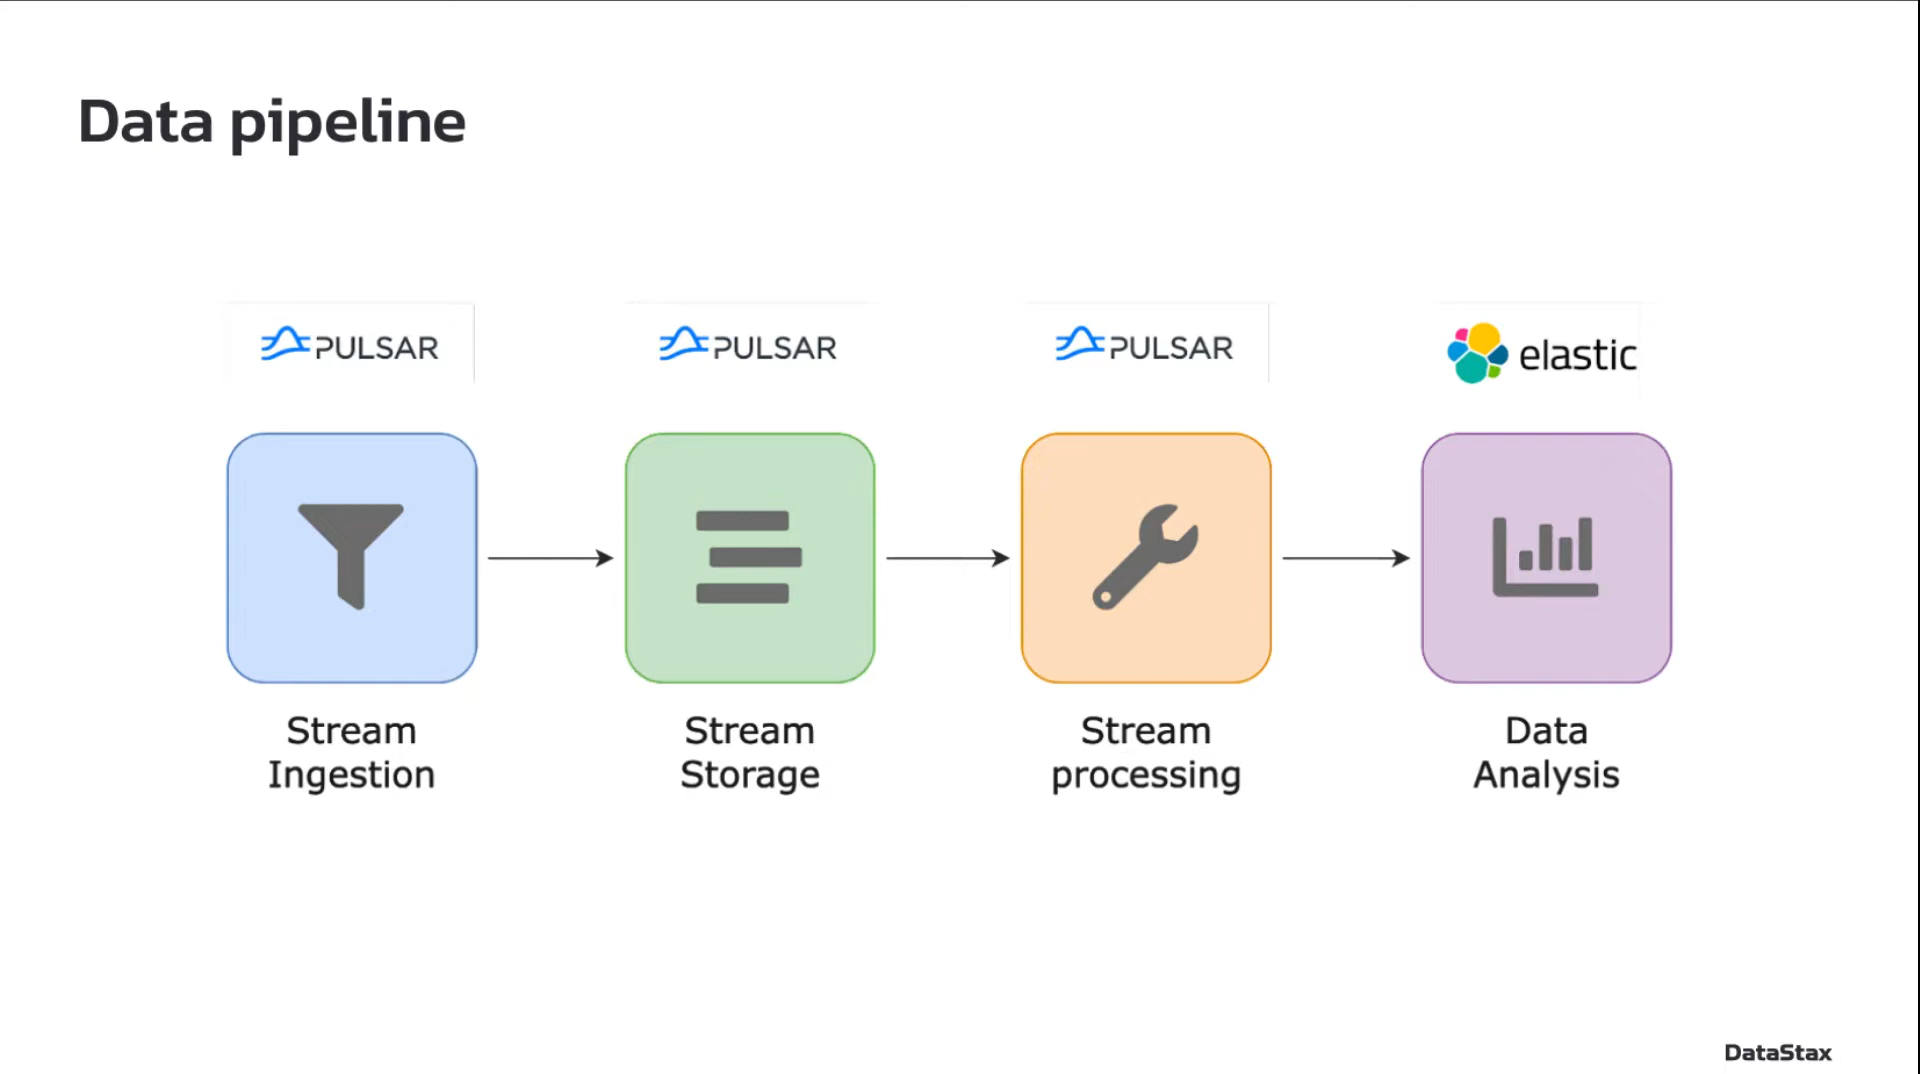 Data pipeline
PULSAR
PULSAR
PULSAR
elastic
Stream
Ingestion
Stream
Storage
Stream
processing
Data
Analysis
DataStax